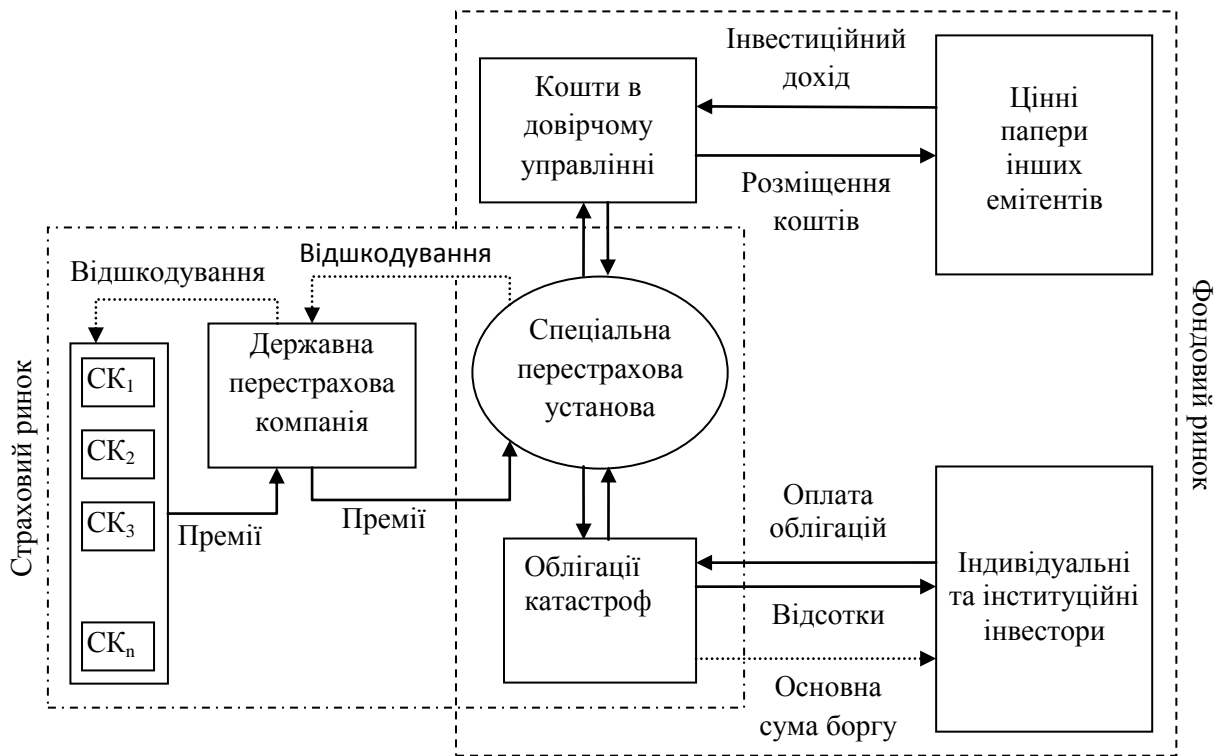 Інвестиційний
дохід
Кошти в
довірчому
управлінні
Цінні
папери
інших
емітентів
Розміщення
коштів
Відшкодування
Відшкодування
Державна
перестрахова
компанія
Спеціальна
перестрахова
установа
Страховий ринок
Фондовий ринок
СК1
СК2
СК3
СКn
Премії
Премії
Оплата
облігацій
Облігації
катастроф
Відсотки
Індивідуальні
та інституційні
інвестори
Основна
сума боргу